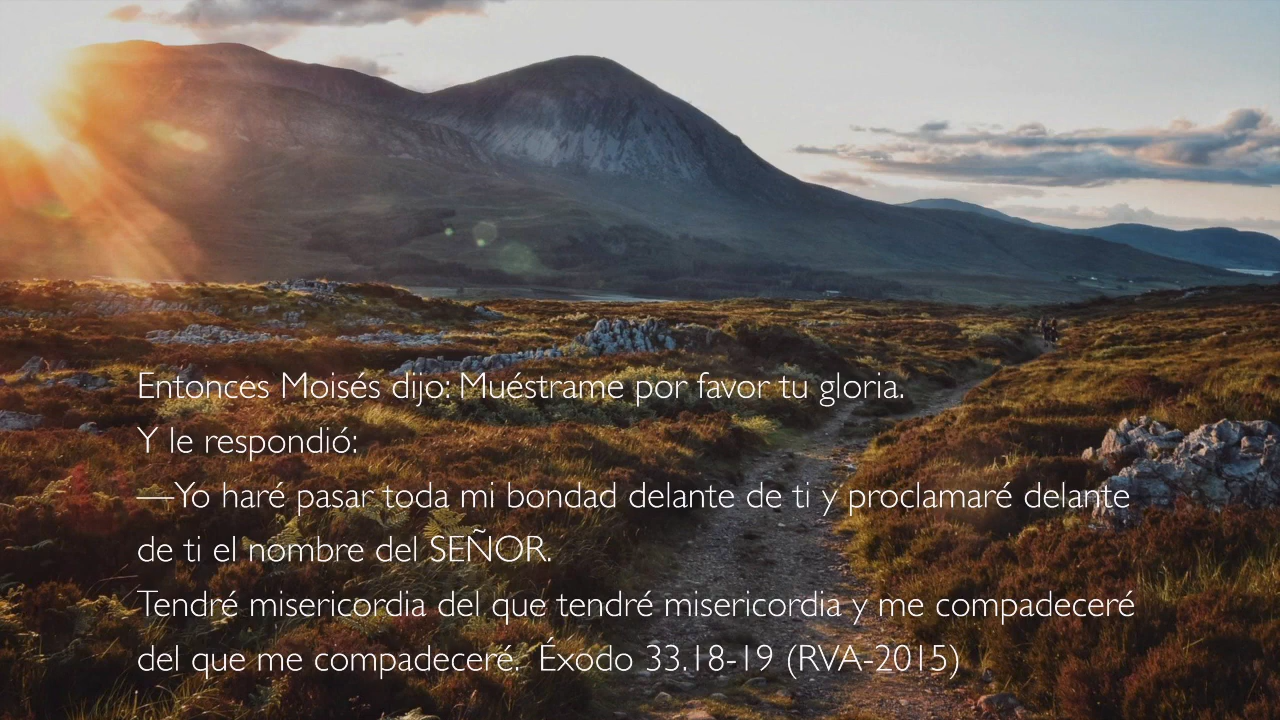 Entonces Moisés dijo: Muéstrame por favor tu gloria.
Y le respondió:
—Yo haré pasar toda mi bondad delante de ti y proclamaré delante
de ti el nombre del SEÑOR.
Tendré misericordia del que tendré misericordia y me compadeceré
del que me compadeceré.  Éxodo 33.18-19 (RVA-2015)